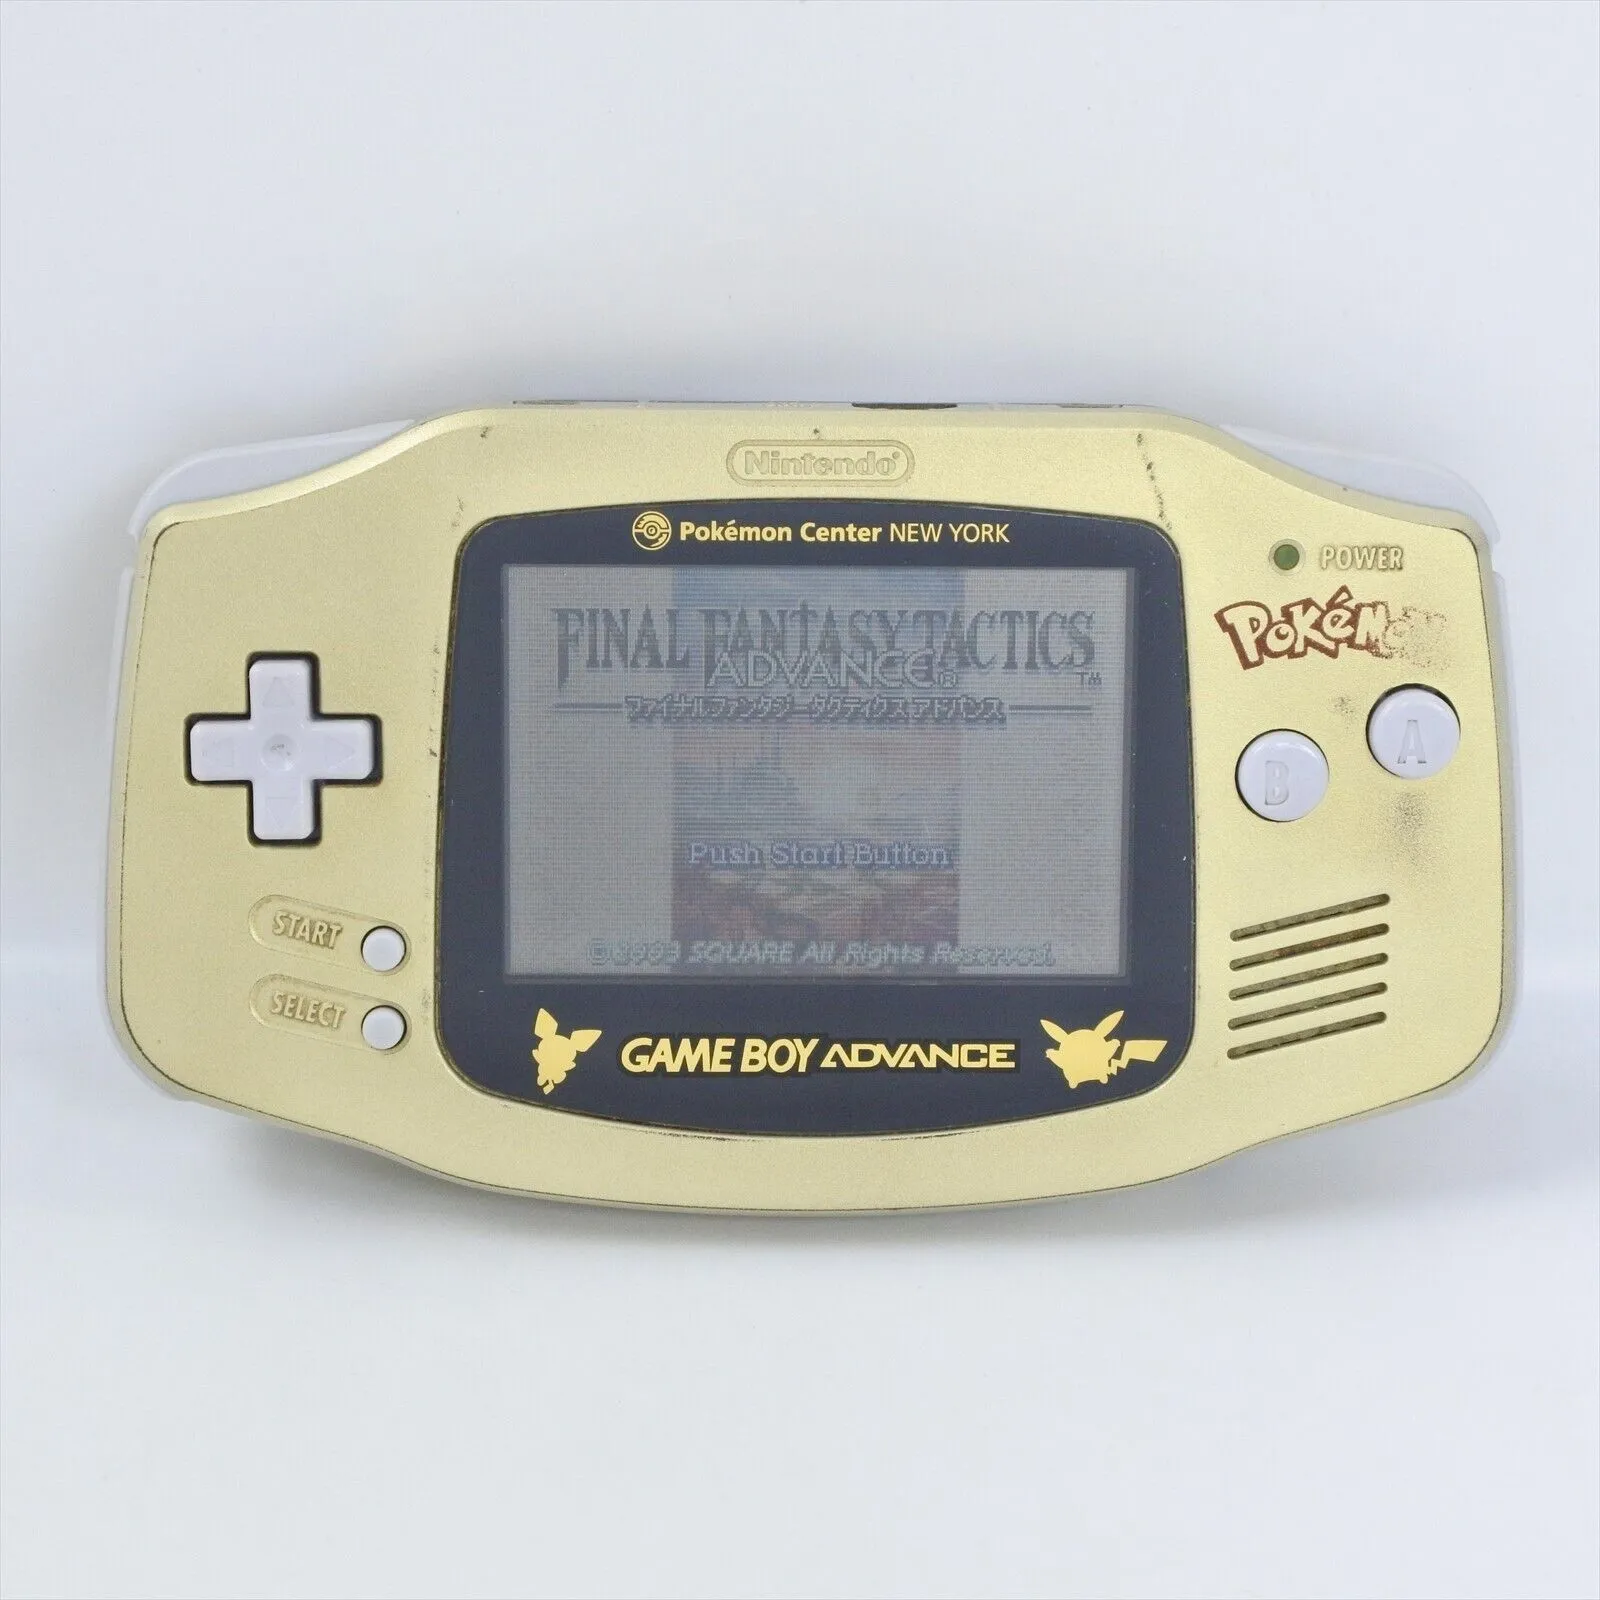 Nintendo
Pokémon Center NEW YORK
POWER
POKéMON
FINAL FANTASY TACTICS
ADVANCE®
TM
ファイナルファンタジータクティクスアドバンス
A
B
Push Start Button
START
SELECT
SQUARE All Rights Reserved.
GAME BOY ADVANCE